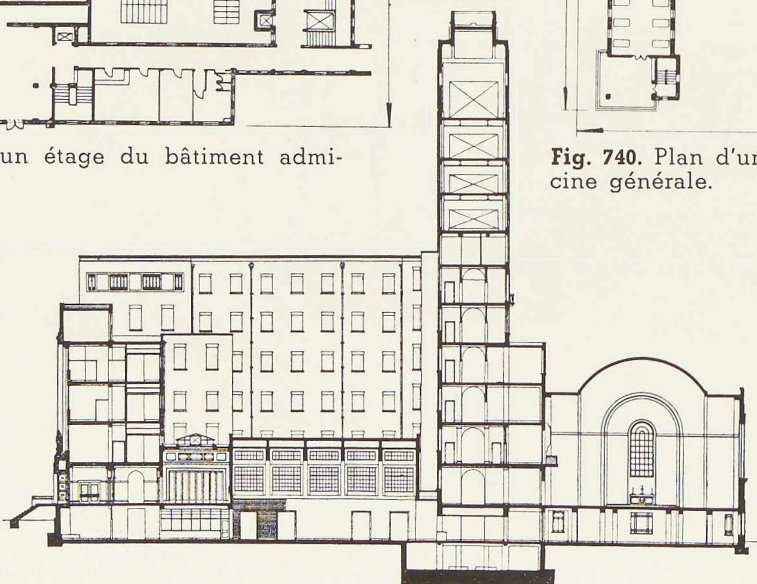 un étage du bâtiment admi-
Fig. 740. Plan d'un
cine générale.